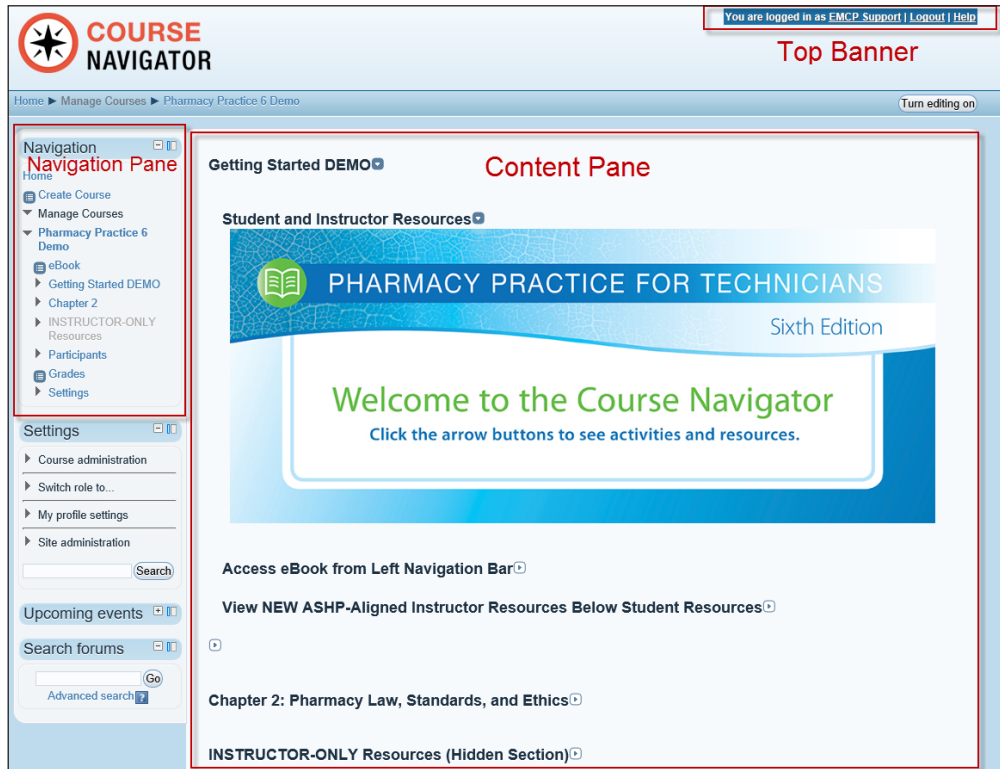 You are logged in as EMCP Support | Logout | Help
COURSE
NAVIGATOR
Top Banner
Home ▶ Manage Courses ▶ Pharmacy Practice 6 Demo
Turn editing on
Navigation
Navigation Pane
Home
Create Course
Manage Courses
Pharmacy Practice 6
Demo
eBook
Getting Started DEMO
Chapter 2
INSTRUCTOR-ONLY
Resources
Participants
Grades
Settings
Settings
Course administration
Switch role to...
My profile settings
Site administration
Search
Upcoming events
Search forums
Go
Advanced search ?
Content Pane
Getting Started DEMO
Student and Instructor Resources
PHARMACY PRACTICE FOR TECHNICIANS
Sixth Edition
Welcome to the Course Navigator
Click the arrow buttons to see activities and resources.
Access eBook from Left Navigation Bar
View NEW ASHP-Aligned Instructor Resources Below Student Resources
Chapter 2: Pharmacy Law, Standards, and Ethics
INSTRUCTOR-ONLY Resources (Hidden Section)